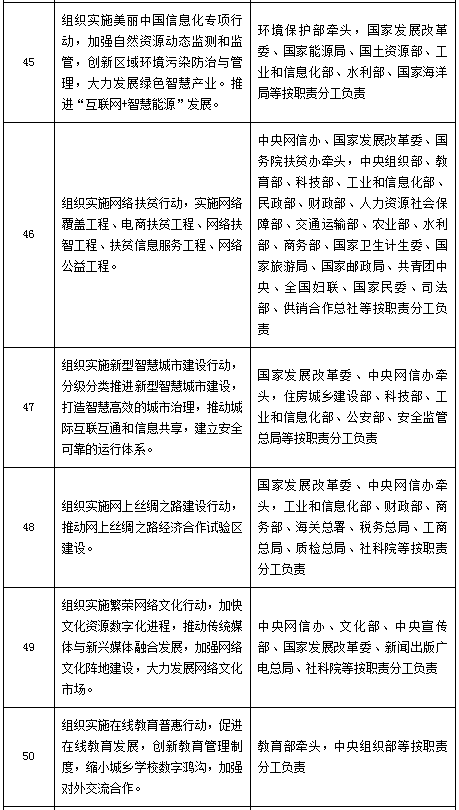 45
组织实施美丽中国信息化专项行
动，加强自然资源动态监测和监
管，创新区域环境污染防治与管
理，大力发展绿色智慧产业。推
进“互联网+智慧能源”发展。
环境保护部牵头，国家发展改革
委、国家能源局、国土资源部、工
业和信息化部、水利部、国家海洋
局等按职责分工负责
46
组织实施网络扶贫行动，实施网络
覆盖工程、电商扶贫工程、网络扶
智工程、扶贫信息服务工程、网络
公益工程。
中央网信办、国家发展改革委、国
务院扶贫办牵头，中央组织部、教
育部、科技部、工业和信息化部、
民政部、财政部、人力资源社会保
障部、交通运输部、农业部、水利
部、商务部、国家卫生计生委、国
家旅游局、国家邮政局、共青团中
央、全国妇联、国家民委、司法
部、供销合作总社等按职责分工负
责
47
组织实施新型智慧城市建设行动，
分级分类推进新型智慧城市建设，
打造智慧高效的城市治理，推动城
际互联互通和信息共享，建立安全
可靠的运行体系。
国家发展改革委、中央网信办牵
头，住房城乡建设部、科技部、工
业和信息化部、公安部、安全监管
总局等按职责分工负责
48
组织实施网上丝绸之路建设行动，
推动网上丝绸之路经济合作试验区
建设。
国家发展改革委、中央网信办牵
头，工业和信息化部、财政部、商
务部、海关总署、税务总局、工商
总局、质检总局、社科院等按职责
分工负责
49
组织实施繁荣网络文化行动，加快
文化资源数字化进程，推动传统媒
体与新兴媒体融合发展，加强网络
文化阵地建设，大力发展网络文化
市场。
中央网信办、文化部、中央宣传
部、国家发展改革委、新闻出版广
电总局、社科院等按职责分工负责
50
组织实施在线教育普惠行动，促进
在线教育发展，创新教育管理制
度，缩小城乡学校数字鸿沟，加强
对外交流合作。
教育部牵头，中央组织部等按职责
分工负责